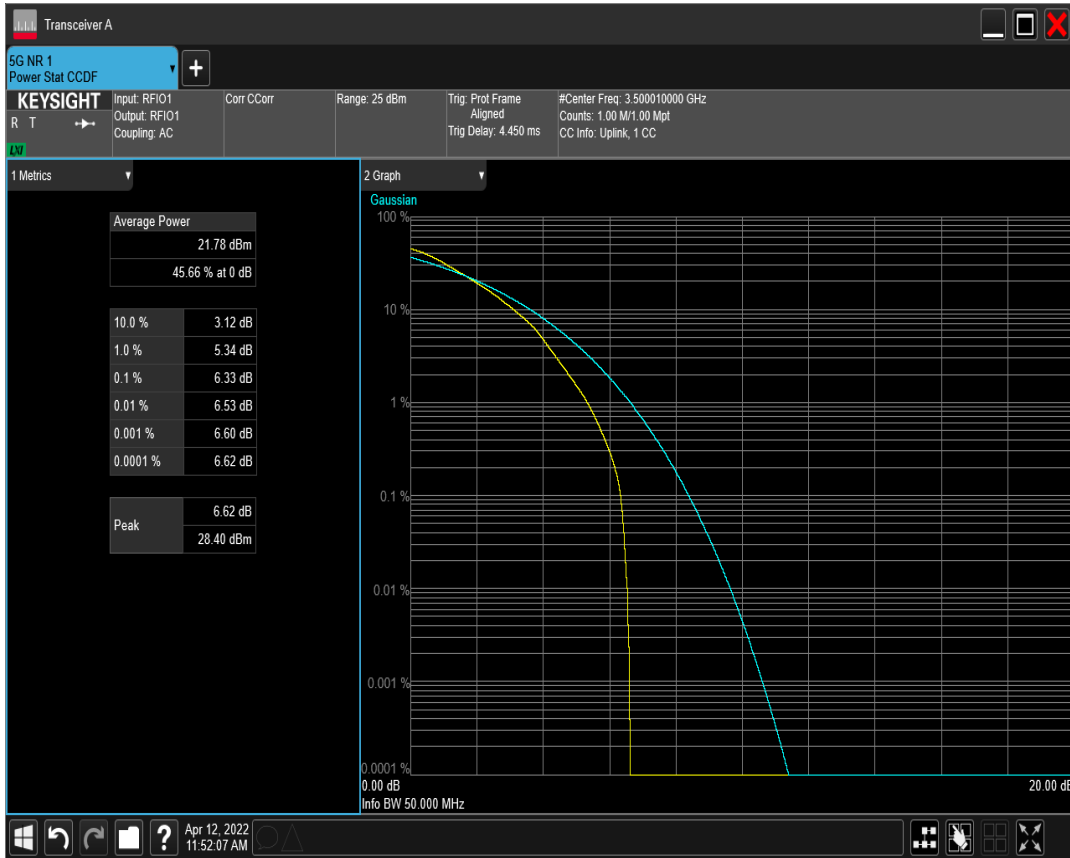 Transceiver A
5G NR 1
Power Stat CCDF
KEYSIGHT
R T
LXI
Input: RFIO1
Output: RFIO1
Coupling: AC
Corr CCorr
Range: 25 dBm
Trig: Prot Frame
Aligned
Trig Delay: 4.450 ms
#Center Freq: 3.500010000 GHz
Counts: 1.00 M/1.00 Mpt
CC Info: Uplink, 1 CC
1 Metrics
Average Power
21.78 dBm
45.66 % at 0 dB
10.0 % 3.12 dB
1.0 % 5.34 dB
0.1 % 6.33 dB
0.01 % 6.53 dB
0.001 % 6.60 dB
0.0001 % 6.62 dB
Peak
6.62 dB
28.40 dBm
2 Graph
Gaussian
100 %
10 %
1 %
0.1 %
0.01 %
0.001 %
0.0001 %
0.00 dB
20.00 dB
Info BW 50.000 MHz
?
Apr 12, 2022
11:52:07 AM